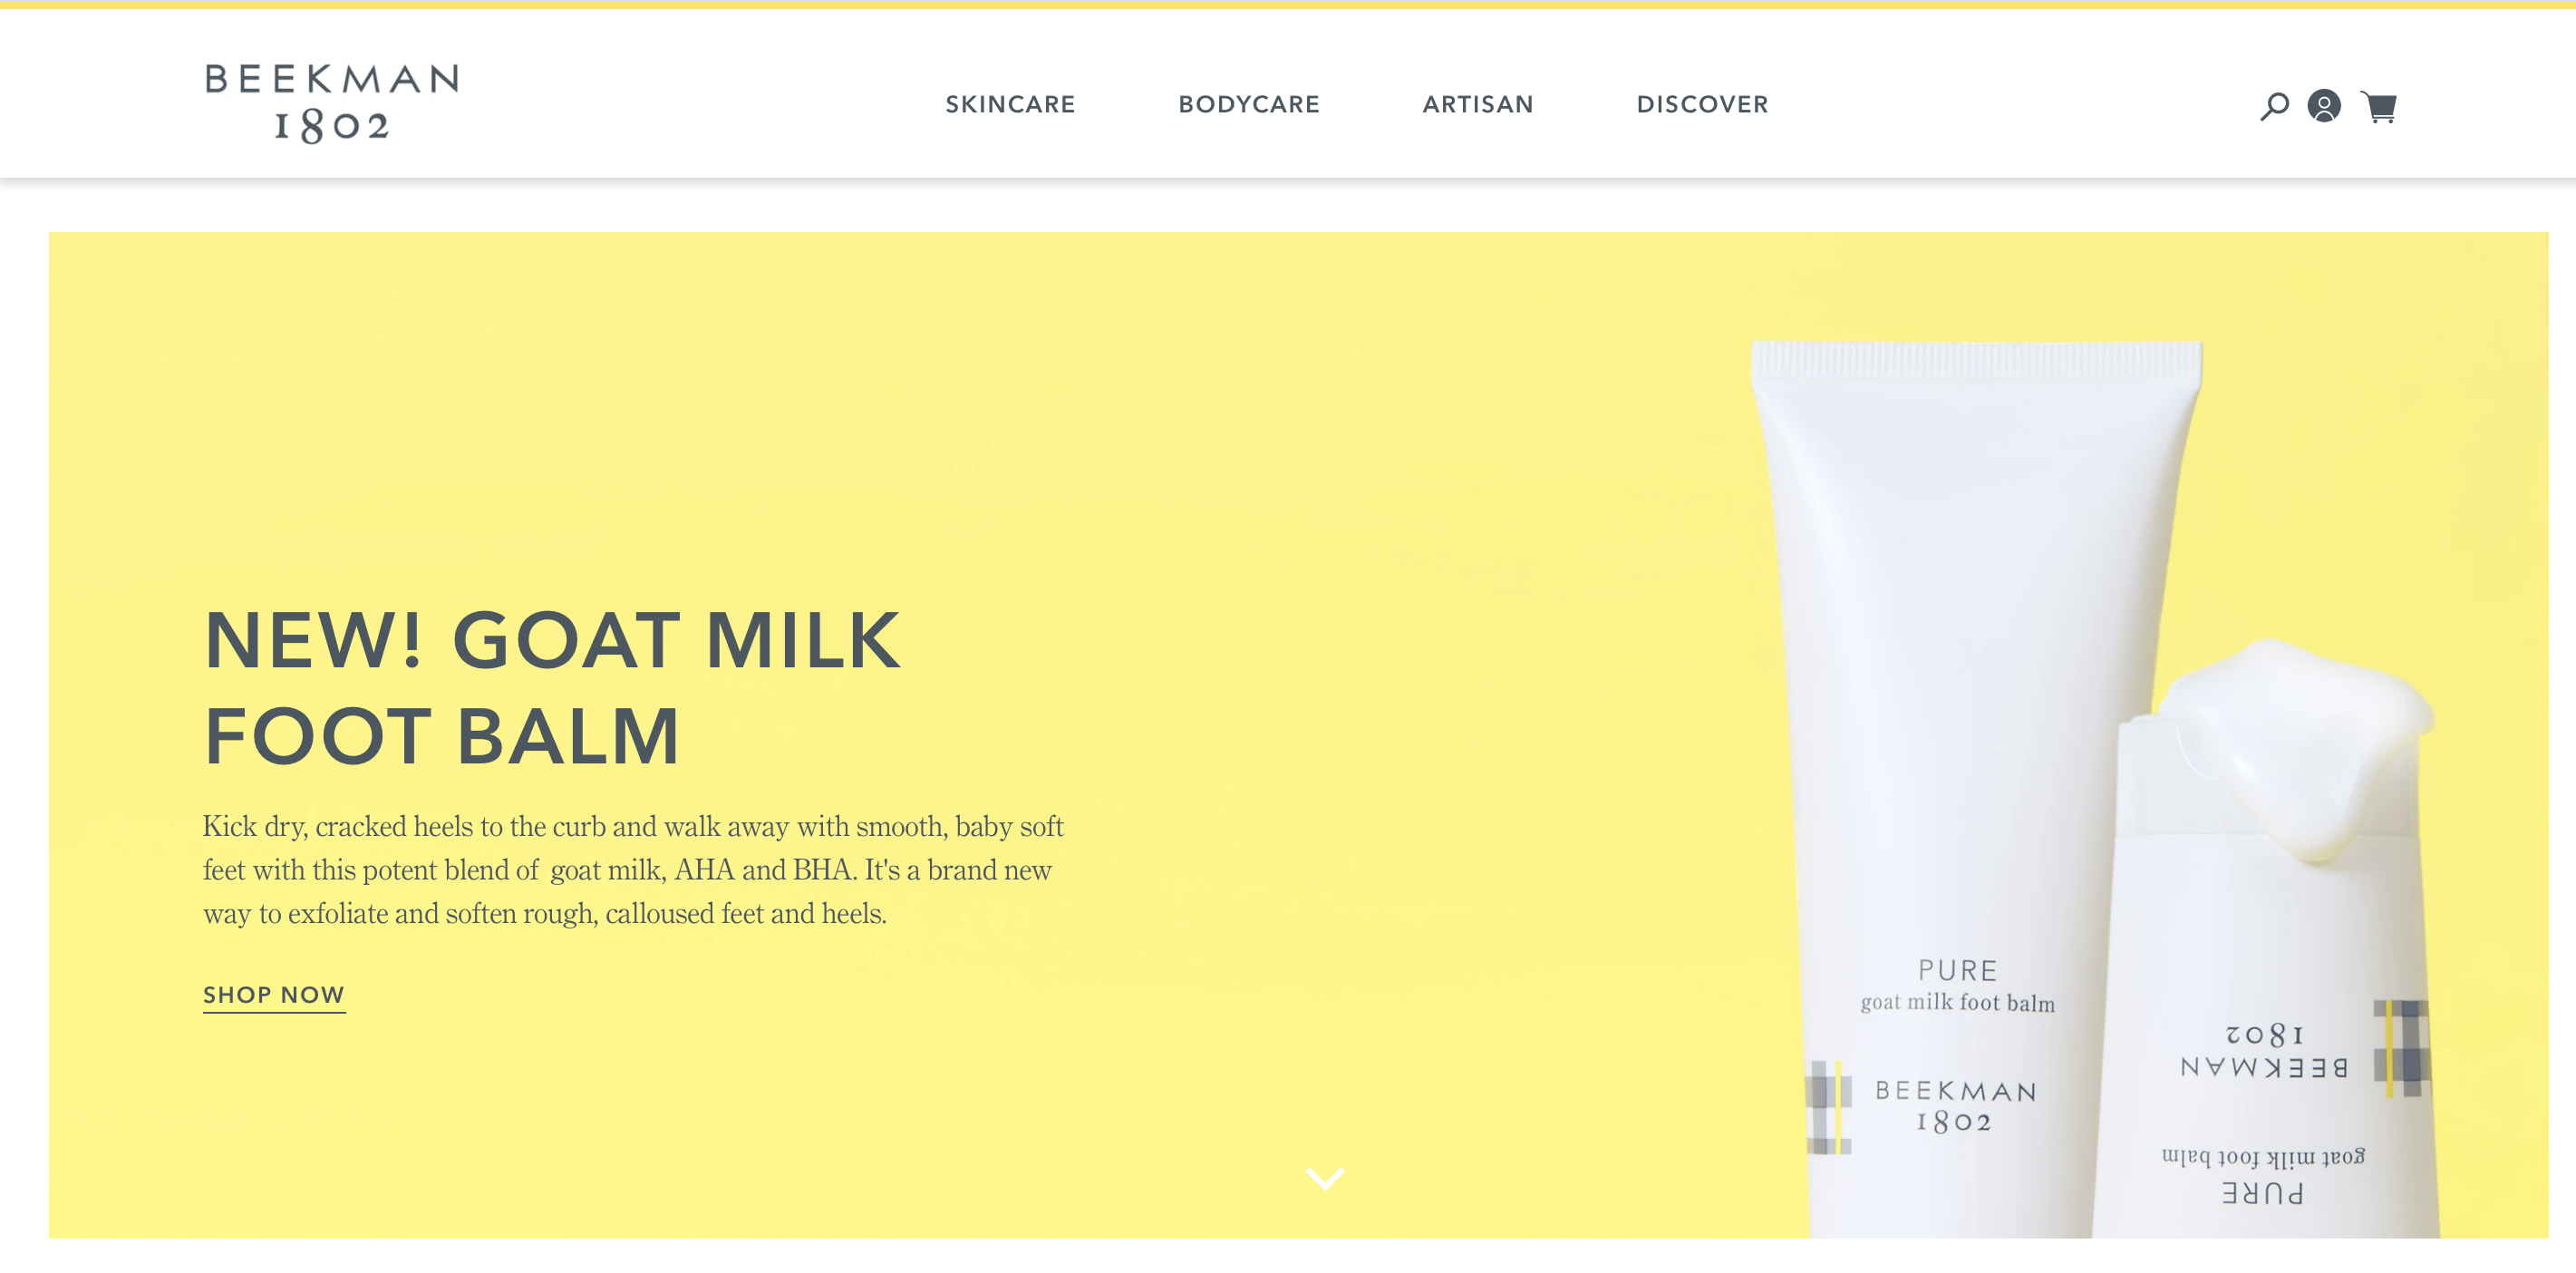 BEEKMAN
1802
SKINCARE BODYCARE ARTISAN DISCOVER
NEW! GOAT MILK
FOOT BALM
Kick dry, cracked heels to the curb and walk away with smooth, baby soft
feet with this potent blend of  goat milk, AHA and BHA. It's a brand new
way to exfoliate and soften rough, calloused feet and heels.
SHOP NOW
PURE
goat milk foot balm
BEEKMAN
1802
PURE
goat milk foot balm
BEEKMAN
1802